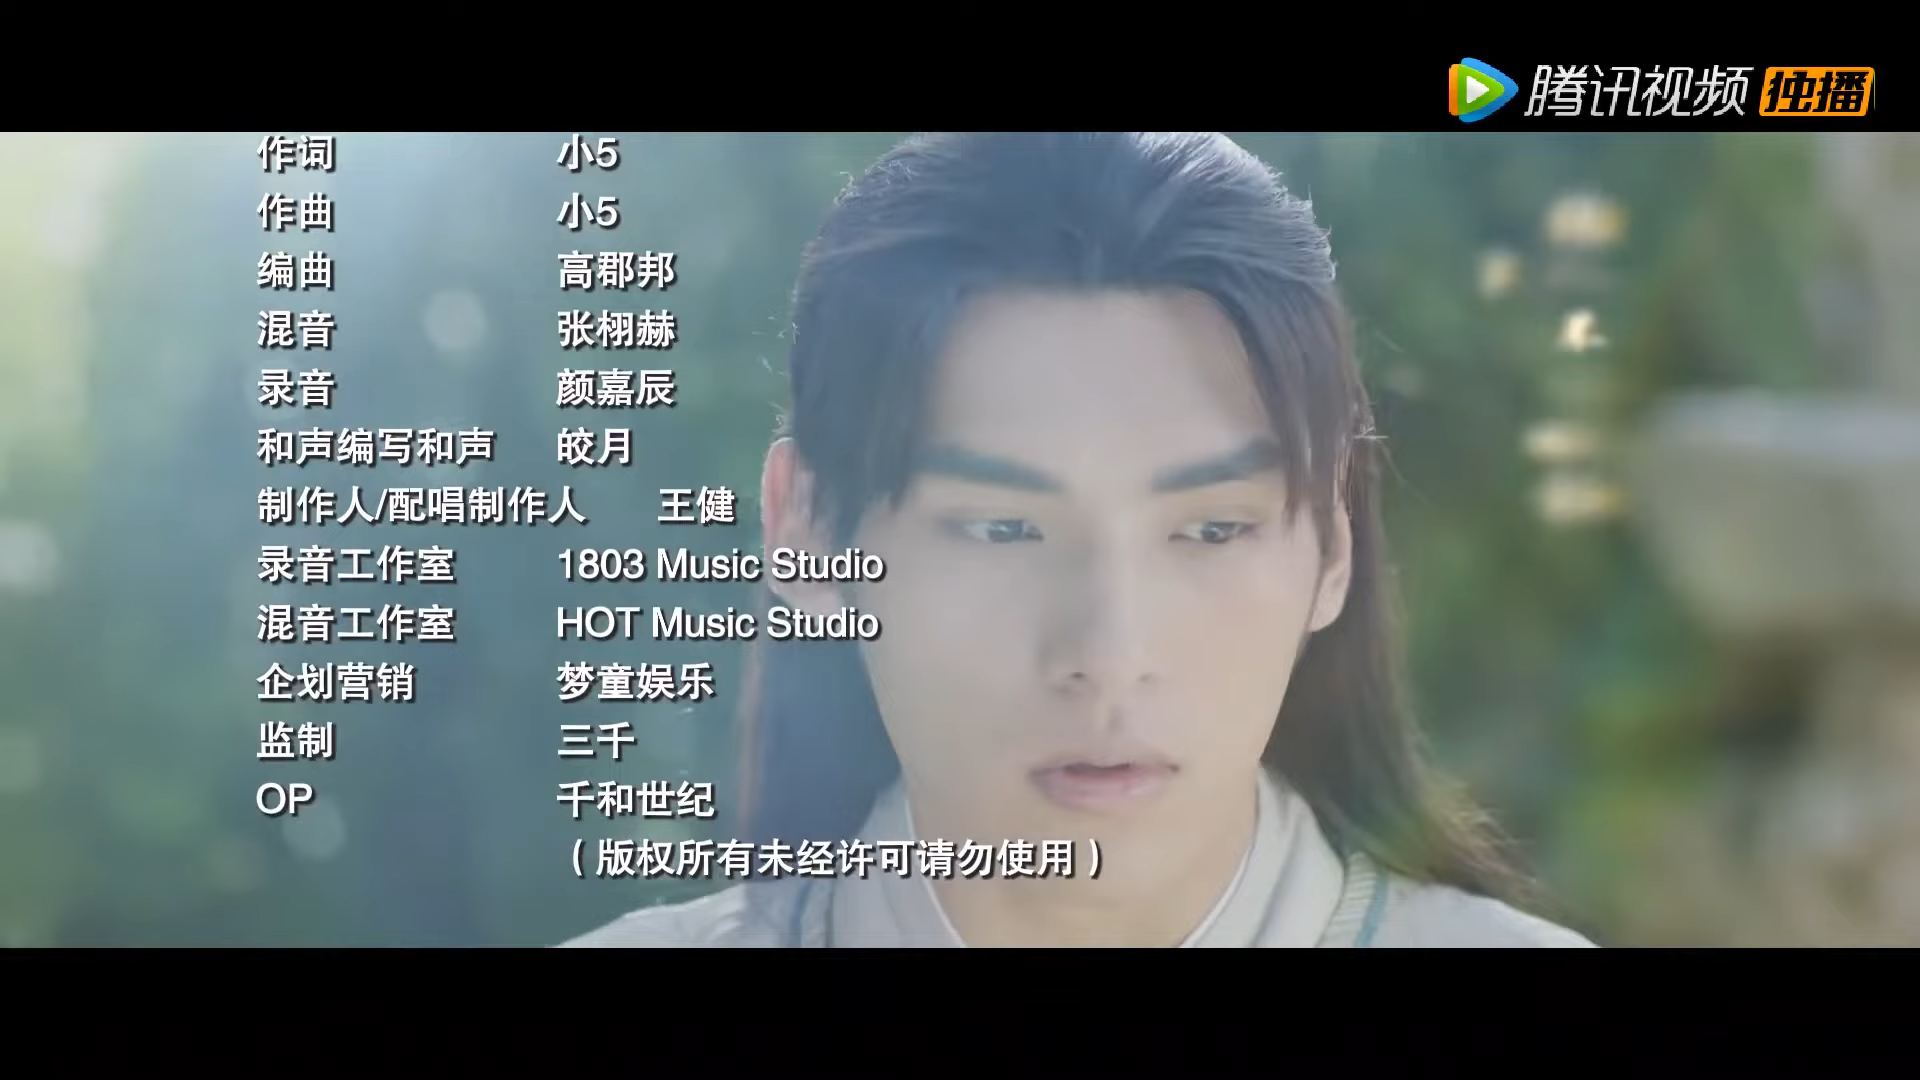 腾讯视频 独播
作词 小5
作曲 小5
编曲 高郡邦
混音 张栩赫
录音 颜嘉辰
和声编写和声 皎月
制作人/配唱制作人 王健
录音工作室 1803 Music Studio
混音工作室 HOT Music Studio
企划营销 梦童娱乐
监制 三千
OP 千和世纪
（版权所有未经许可请勿使用）